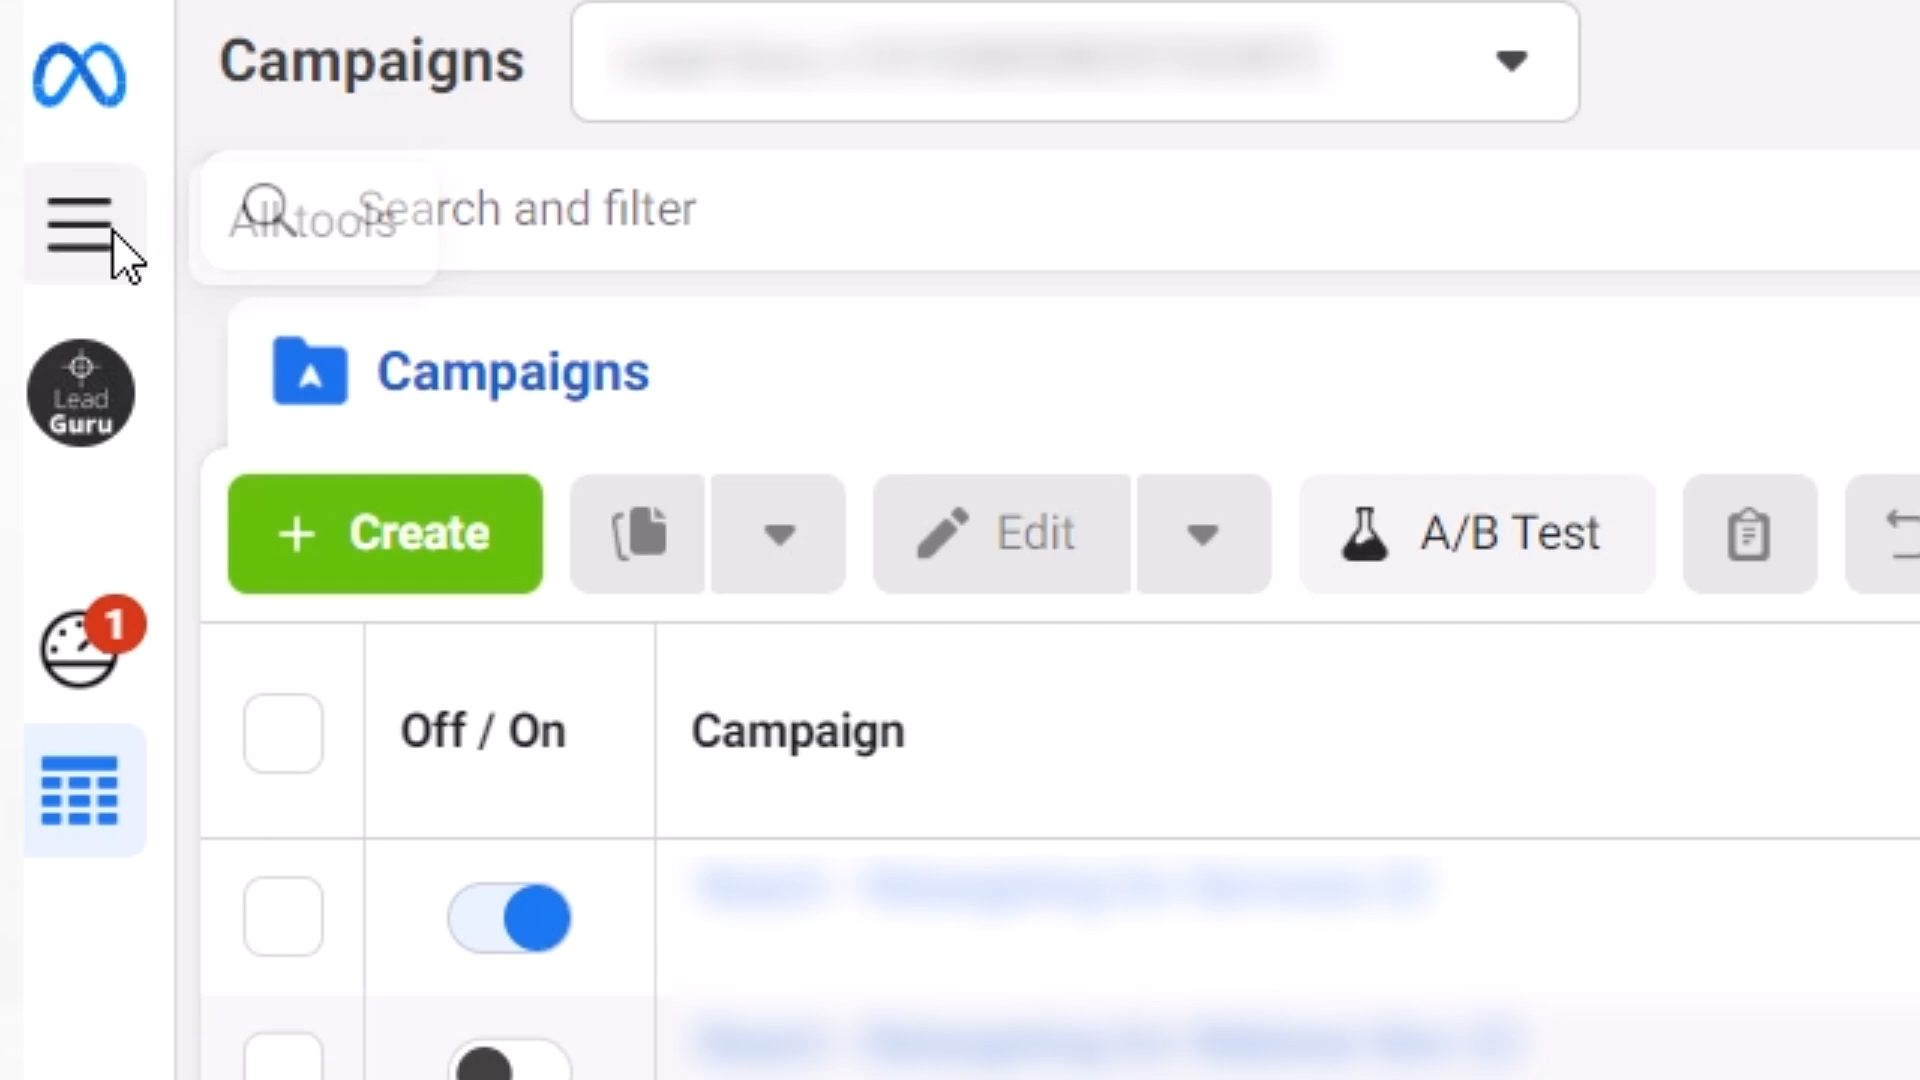 Campaigns
All tools
Search and filter
Lead
Guru
Campaigns
+ Create
Edit
A/B Test
1
Off / On
Campaign